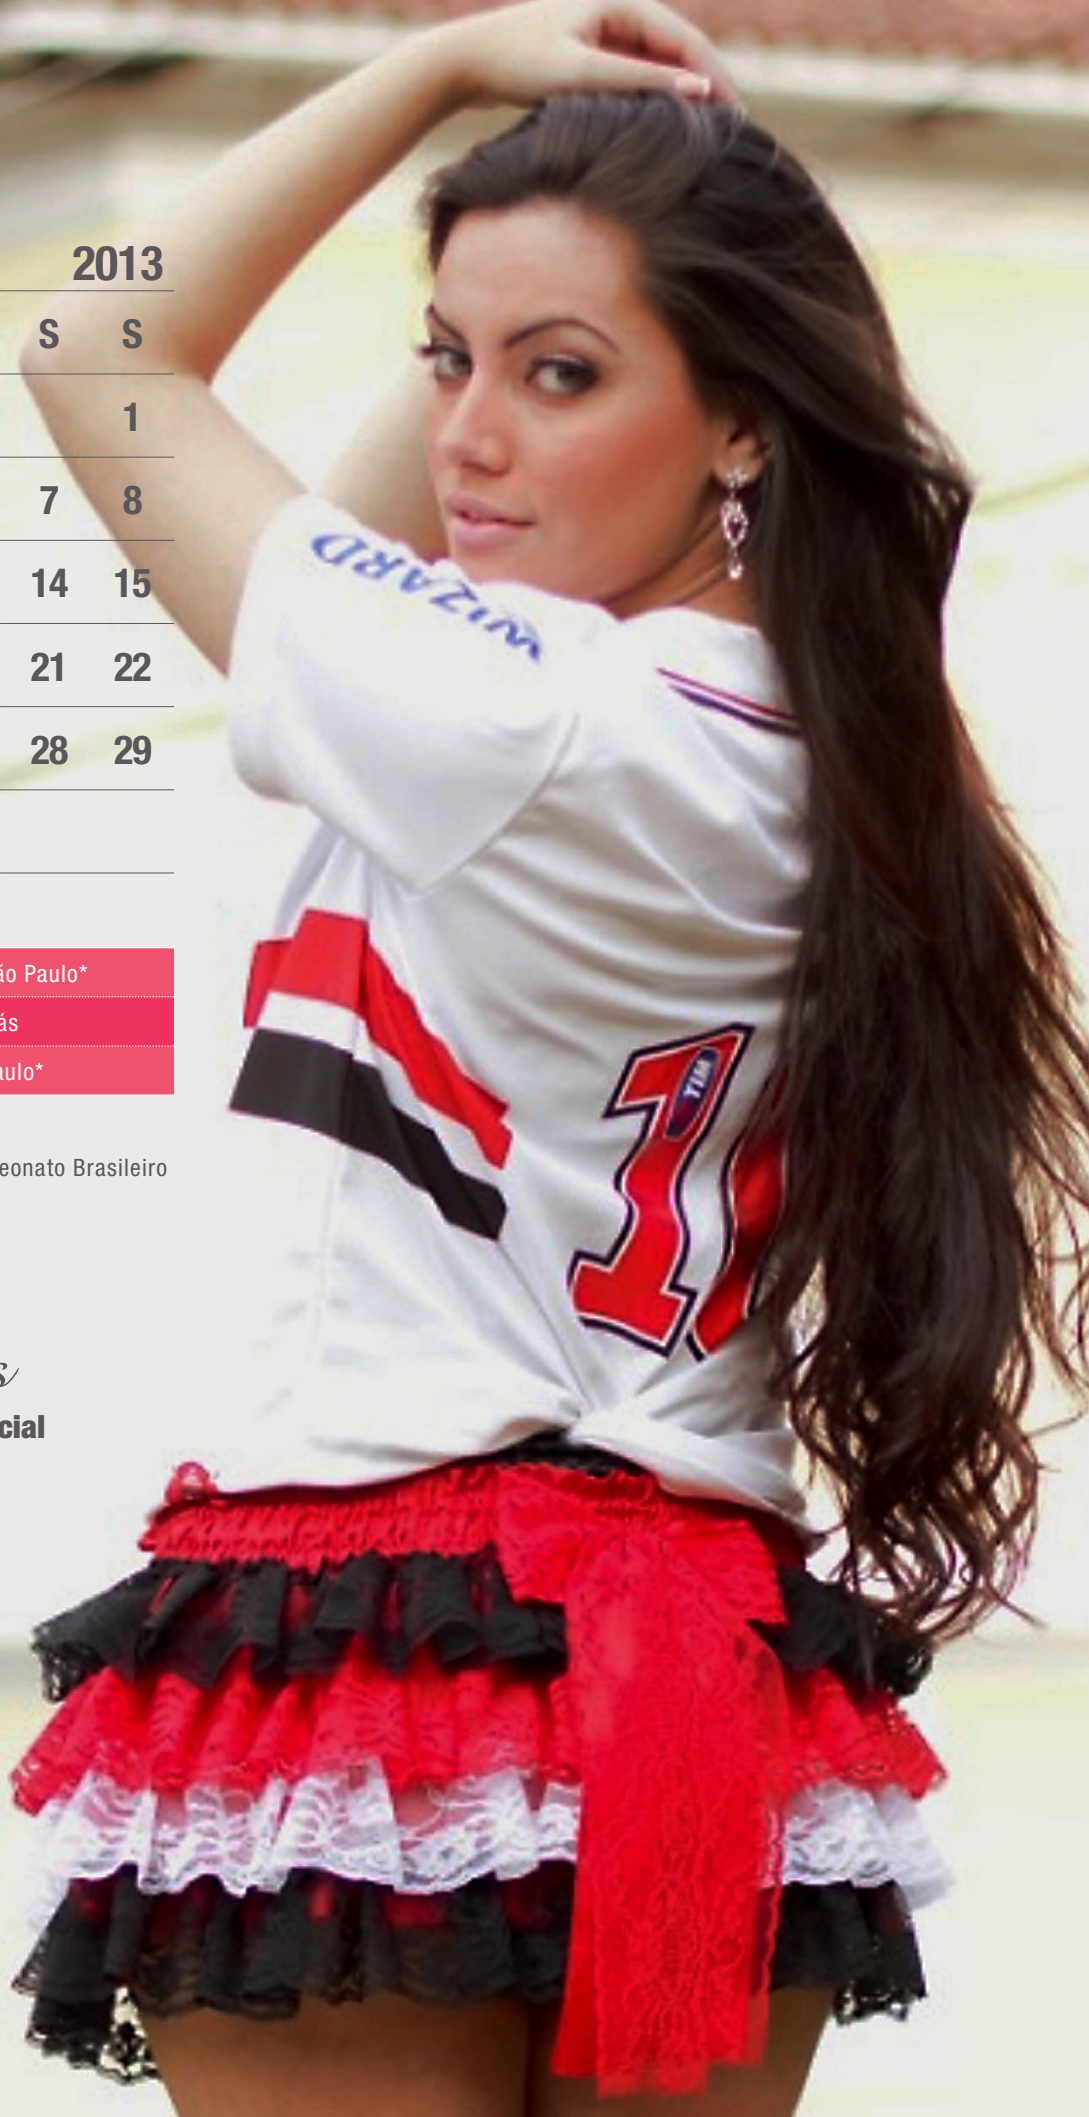 2013
S S
1
7 8
14 15
21 22
28 29
ão Paulo*
ás
aulo*
eonato Brasileiro
s
cial
WIZARD
TIM
1